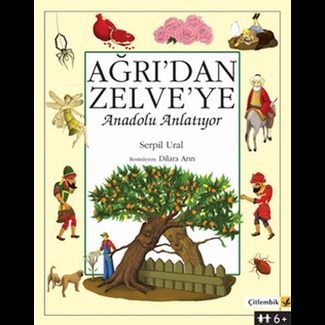 AĞRI'DAN
ZELVE'YE
Anadolu Anlatıyor
Serpil Ural
Resimleyen: Dilara Arın
Çitlembik
6+